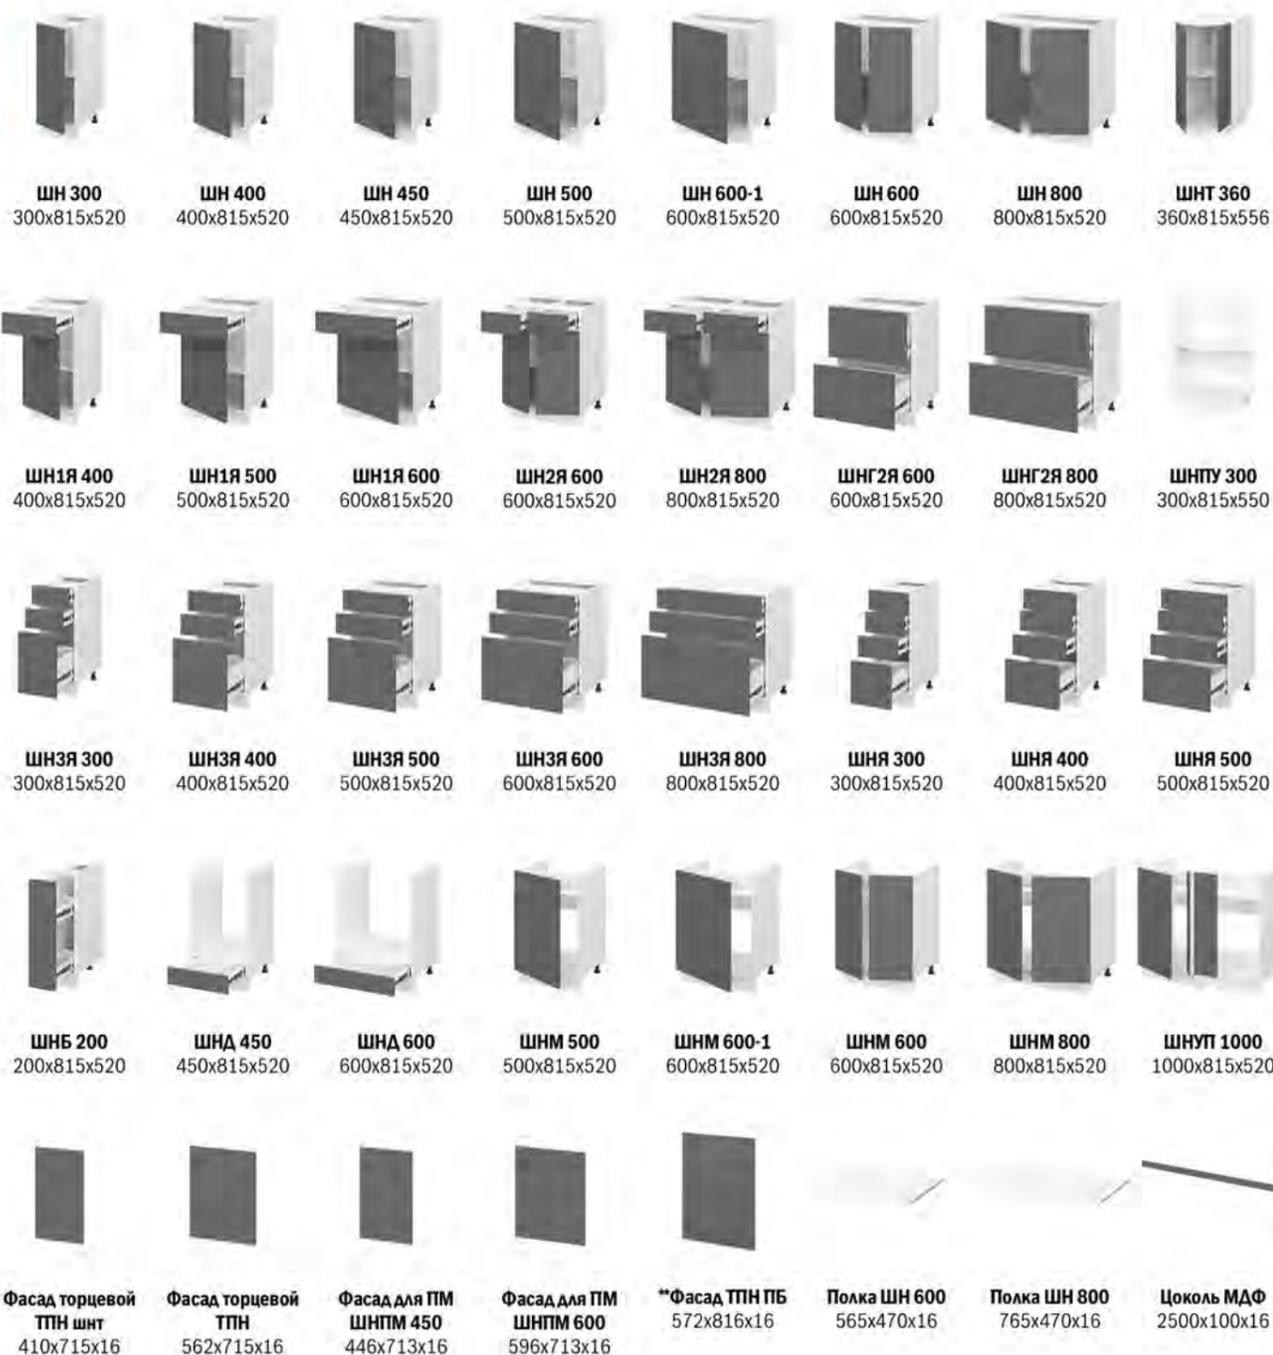 ШН 300
300x815x520
ШН 400
400x815x520
ШН 450
450x815x520
ШН 500
500x815x520
ШН 600-1
600x815x520
ШН 600
600x815x520
ШН 800
800x815x520
ШНТ 360
360x815x556
ШН1Я 400
400x815x520
ШН1Я 500
500x815x520
ШН1Я 600
600x815x520
ШН2Я 600
600x815x520
ШН2Я 800
800x815x520
ШНГ2Я 600
600x815x520
ШНГ2Я 800
800x815x520
ШНПУ 300
300x815x550
ШН3Я 300
300x815x520
ШН3Я 400
400x815x520
ШН3Я 500
500x815x520
ШН3Я 600
600x815x520
ШН3Я 800
800x815x520
ШНЯ 300
300x815x520
ШНЯ 400
400x815x520
ШНЯ 500
500x815x520
ШНБ 200
200x815x520
ШНД 450
450x815x520
ШНД 600
600x815x520
ШНМ 500
500x815x520
ШНМ 600-1
600x815x520
ШНМ 600
600x815x520
ШНМ 800
800x815x520
ШНУП 1000
1000x815x520
Фасад торцевой
ТПН шнт
410x715x16
Фасад торцевой
ТПН
562x715x16
Фасад для ПМ
ШНПМ 450
446x713x16
Фасад для ПМ
ШНПМ 600
596x713x16
**Фасад ТПН ПБ
572x816x16
Полка ШН 600
565x470x16
Полка ШН 800
765x470x16
Цоколь МДФ
2500x100x16